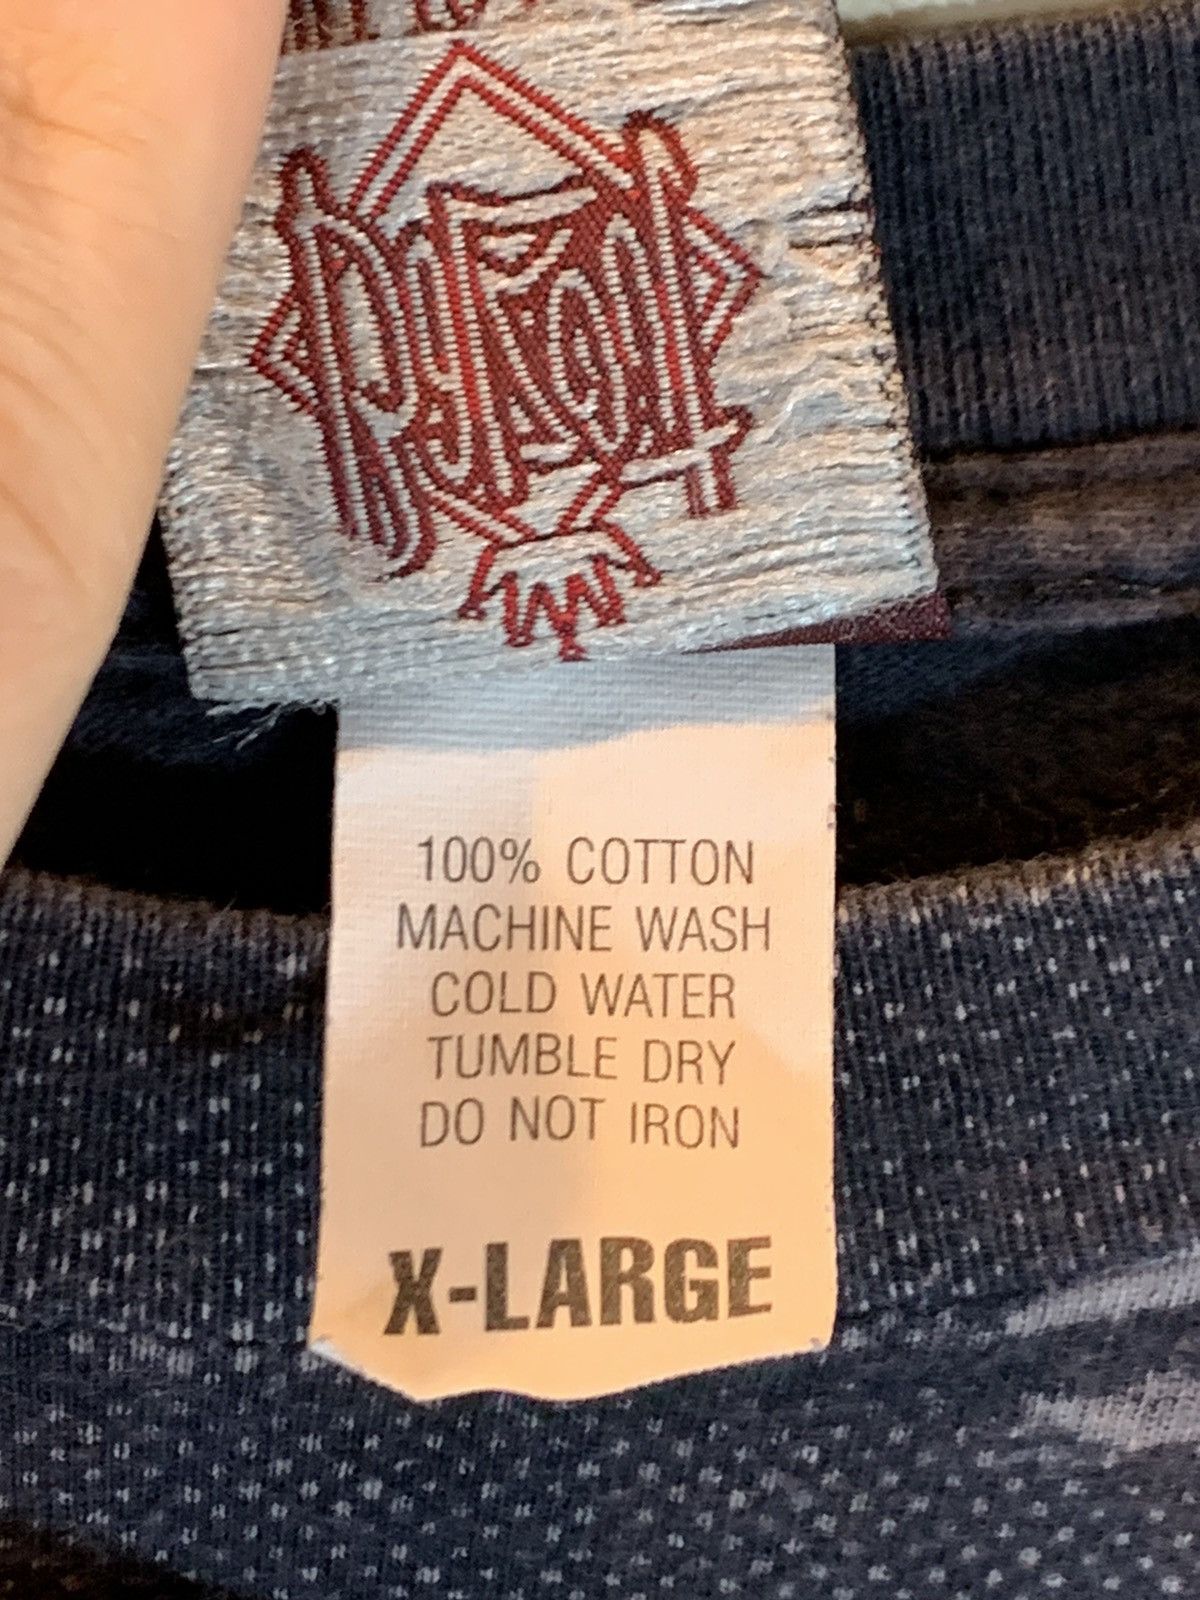 100% COTTON
MACHINE WASH
COLD WATER
TUMBLE DRY
DO NOT IRON
X-LARGE